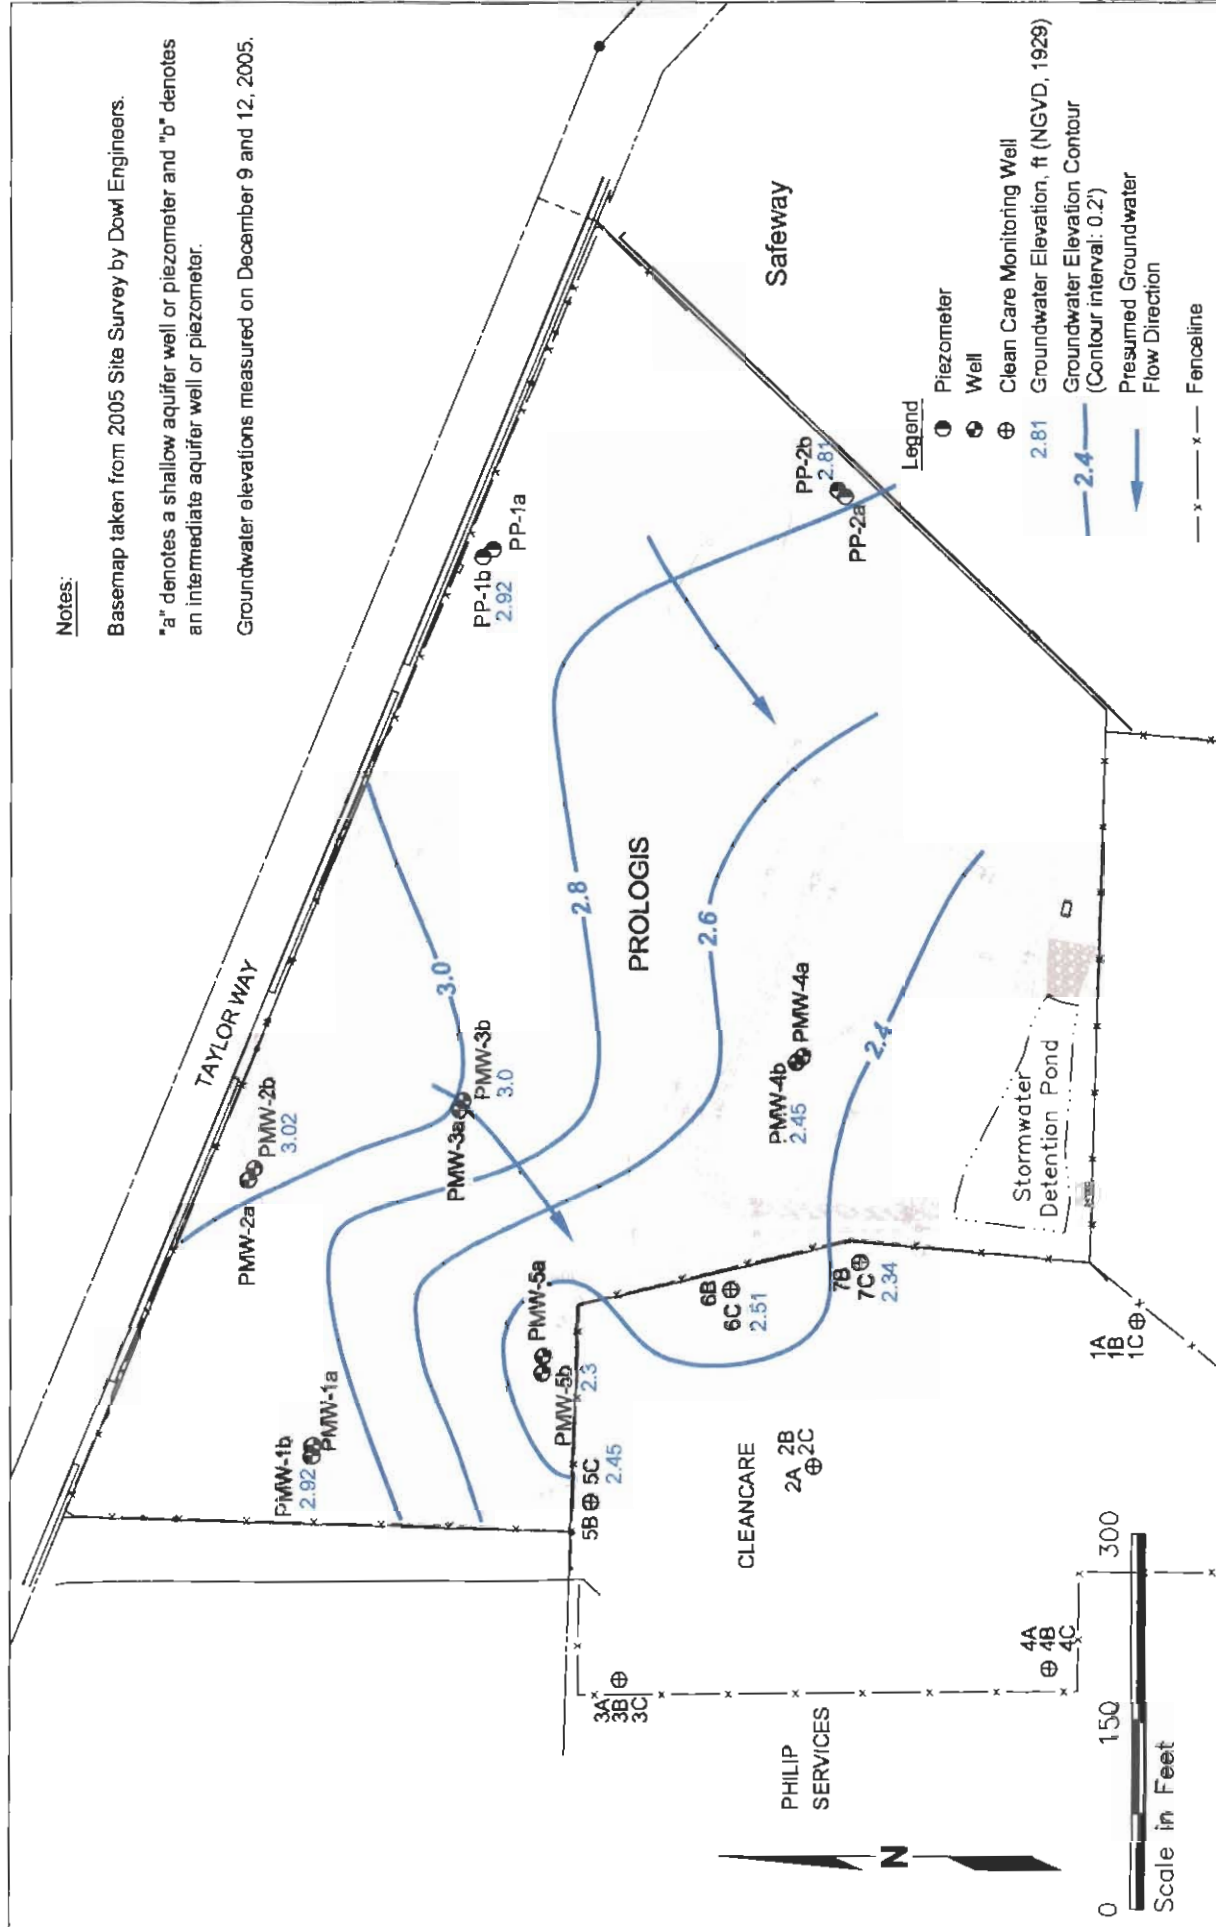 Notes:
Basemap taken from 2005 Site Survey by Dowl Engineers.
"a" denotes a shallow aquifer well or piezometer and "b" denotes
an intermediate aquifer well or piezometer.
Groundwater elevations measured on December 9 and 12, 2005.
TAYLOR WAY
PMW-2a
PMW-2b
3.02
PMW-1b
2.92
PMW-1a
3.0
PMW-3a
PMW-3b
3.0
PP-1b
2.92
PP-1a
2.8
PROLOGIS
2.6
PMW-5a
PMW-5b
2.3
5B
5C
2.45
6B
6C
2.51
PMW-4b
2.45
PMW-4a
2.4
7B
7C
2.34
PP-2b
2.81
PP-2a
Safeway
CLEANCARE
2A
2B
2C
3A
3B
3C
PHILIP
SERVICES
4A
4B
4C
1A
1B
1C
Stormwater
Detention Pond
N
0
150
300
Scale in Feet
Legend
Piezometer
Well
Clean Care Monitoring Well
2.81
Groundwater Elevation, ft (NGVD, 1929)
2.4
Groundwater Elevation Contour
(Contour interval: 0.2')
Presumed Groundwater
Flow Direction
Fenceline